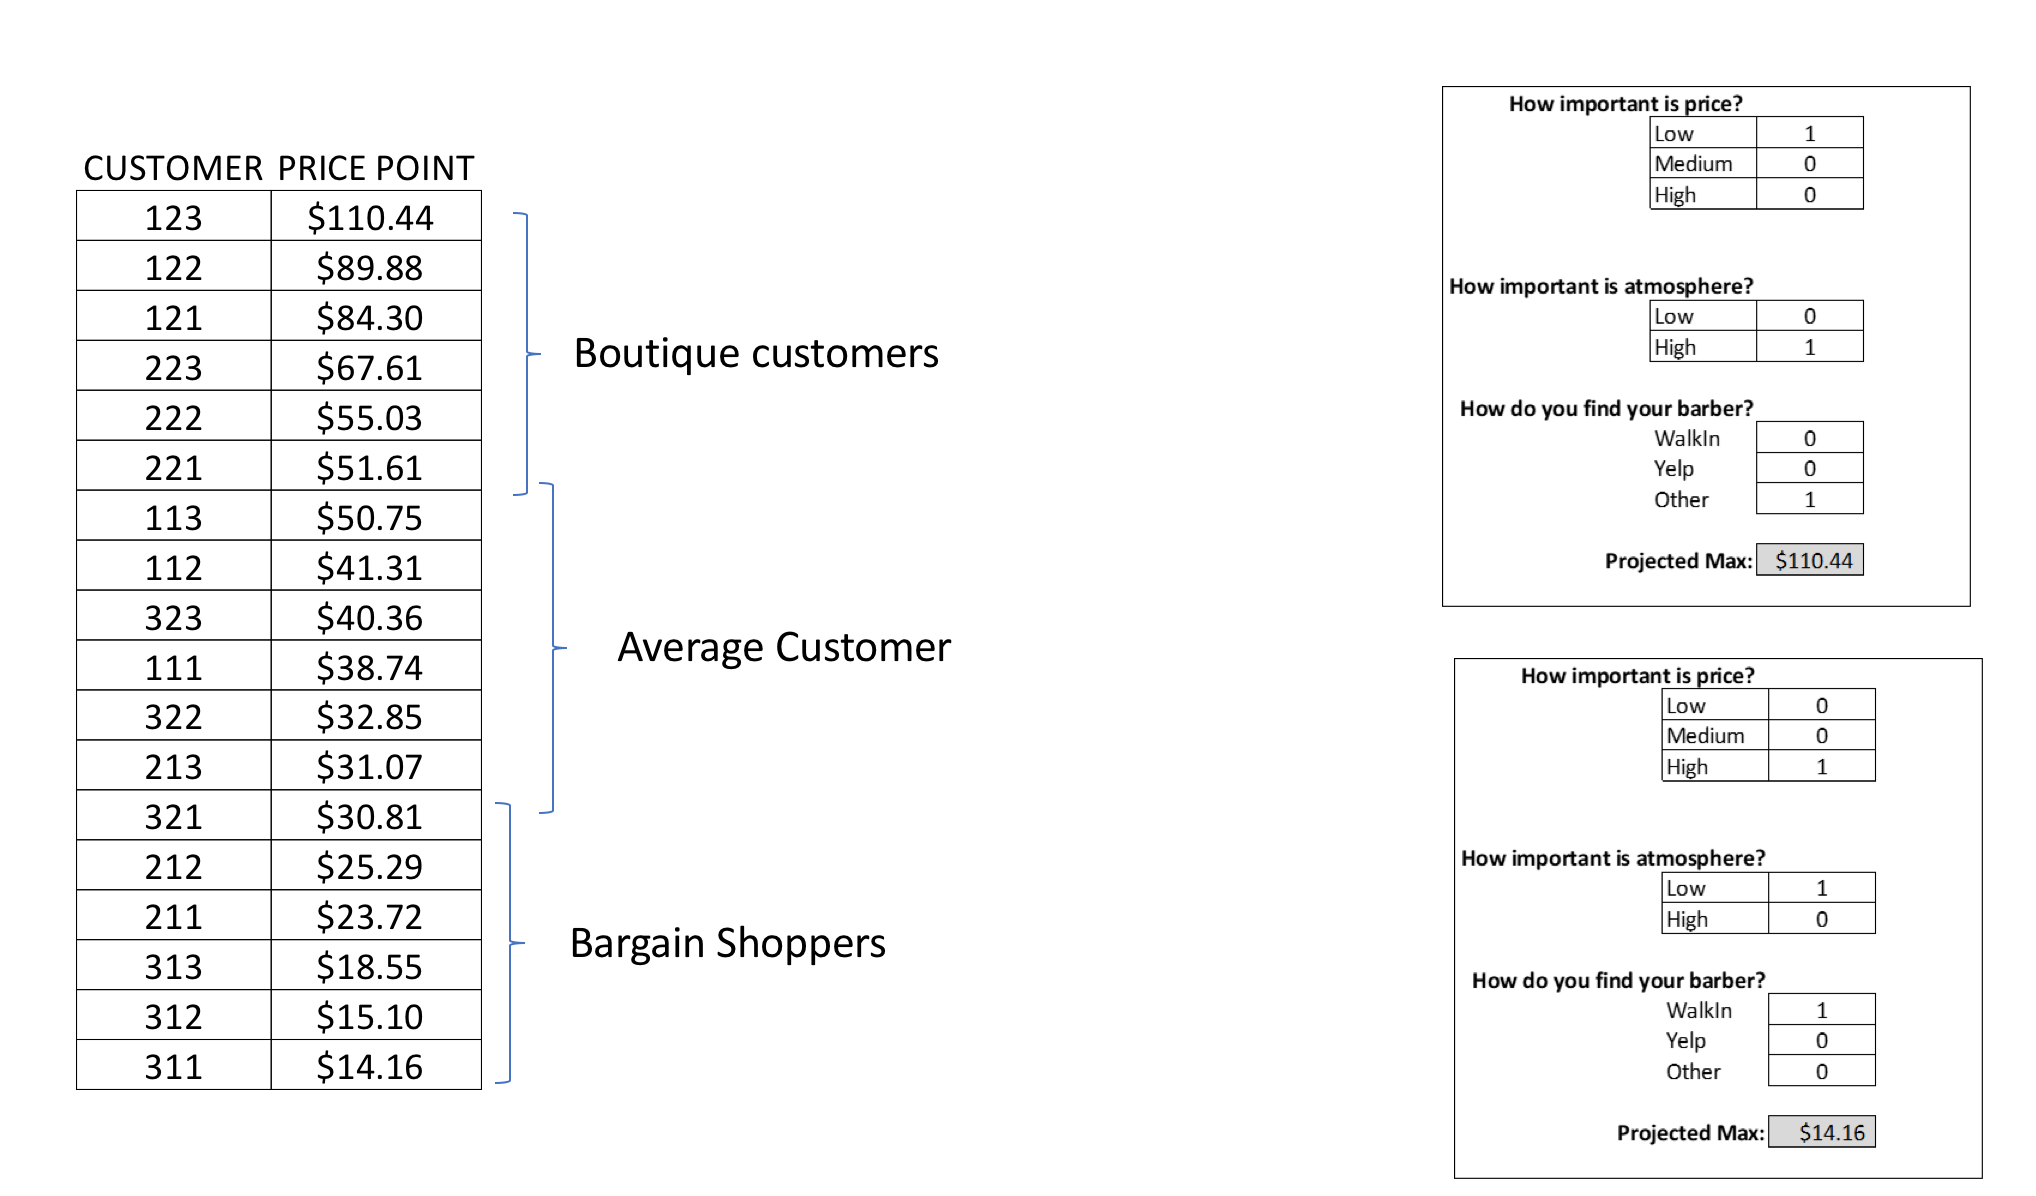 CUSTOMER PRICE POINT
123 $110.44
122 $89.88
121 $84.30
223 $67.61
222 $55.03
221 $51.61
113 $50.75
112 $41.31
323 $40.36
111 $38.74
322 $32.85
213 $31.07
321 $30.81
212 $25.29
211 $23.72
313 $18.55
312 $15.10
311 $14.16
Boutique customers
Average Customer
Bargain Shoppers
How important is price?
Low 1
Medium 0
High 0
How important is atmosphere?
Low 0
High 1
How do you find your barber?
WalkIn 0
Yelp 0
Other 1
Projected Max: $110.44
How important is price?
Low 0
Medium 0
High 1
How important is atmosphere?
Low 1
High 0
How do you find your barber?
WalkIn 1
Yelp 0
Other 0
Projected Max: $14.16